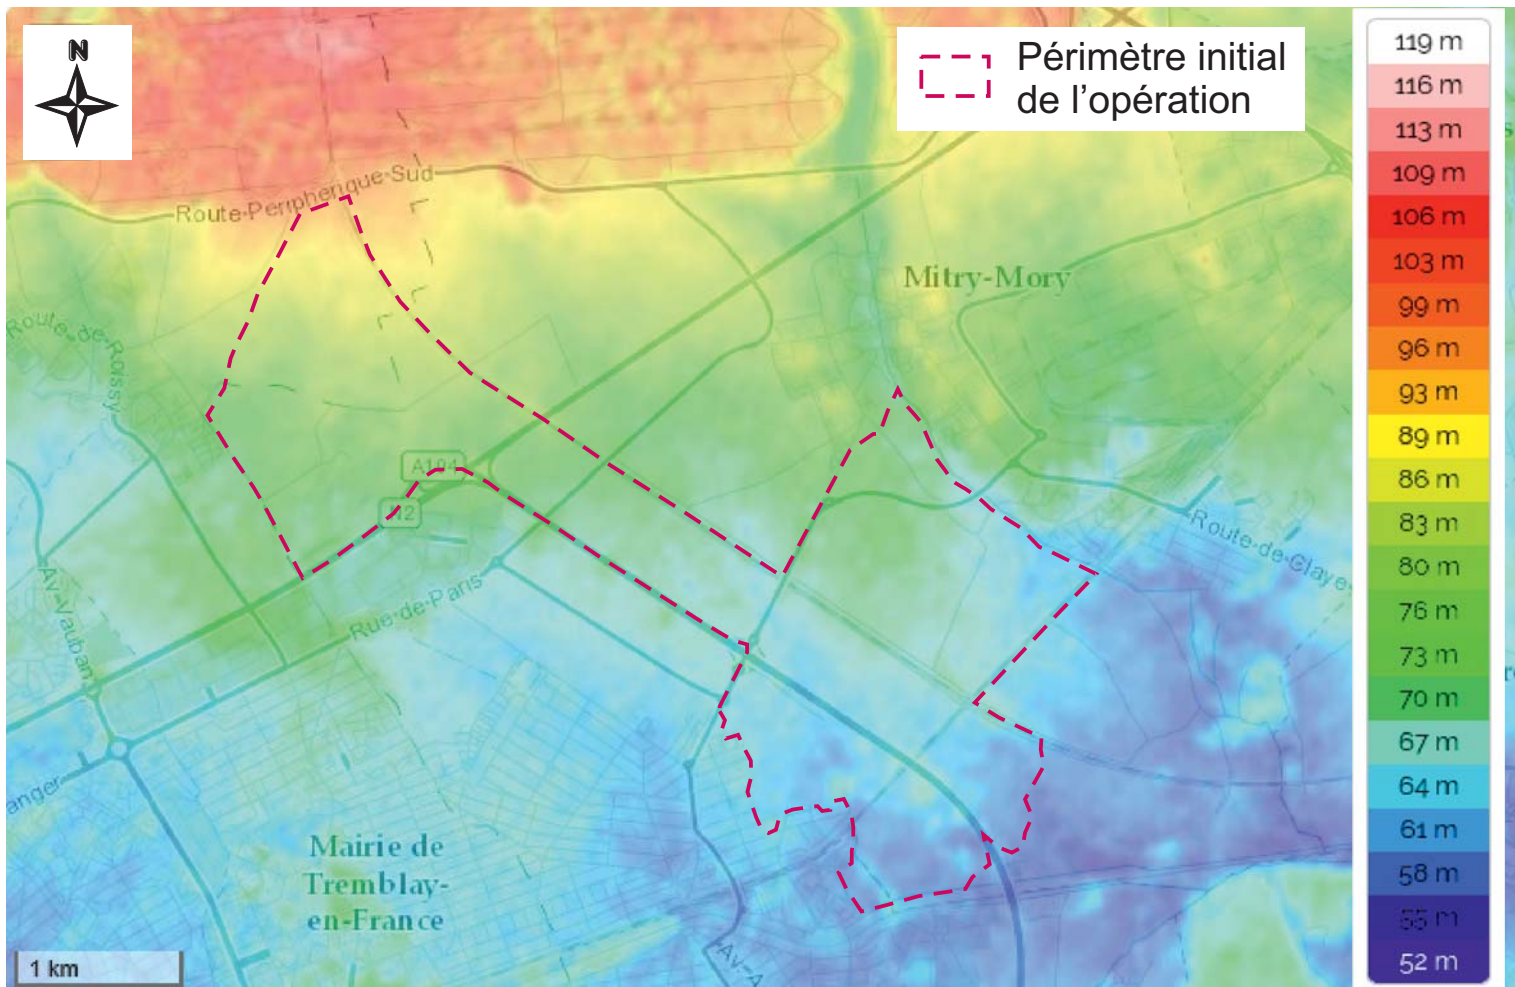 N
Périmètre initial
de l'opération
119 m
116 m
113 m
109 m
106 m
103 m
99 m
96 m
93 m
89 m
86 m
83 m
80 m
76 m
73 m
70 m
67 m
64 m
61 m
58 m
55 m
52 m
Route-Peripherique-Sud
Mitry-Mory
Route-de-Roissy
A104
N2
Route-de-Claye
Av-Vauban
Rue-de-Paris
anger
Mairie de
Tremblay-
en-France
Av-A
1 km